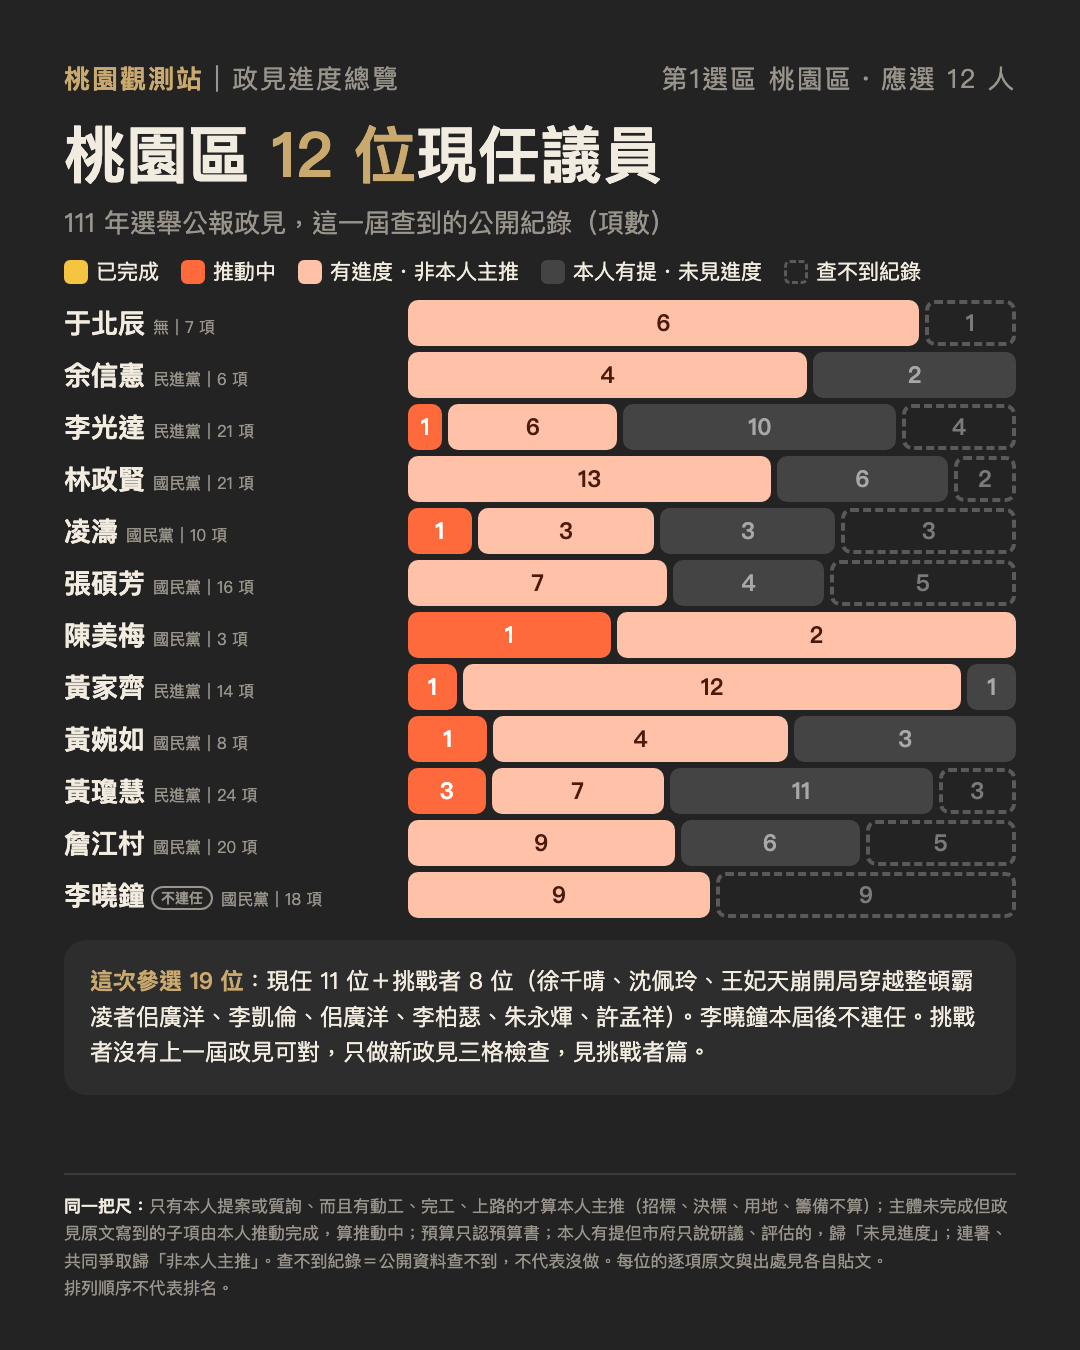 桃園觀測站｜政見進度總覽
第1選區 桃園區・應選 12 人
桃園區 12 位現任議員
111 年選舉公報政見，這一屆查到的公開紀錄（項數）
已完成 推動中 有進度・非本人主推 本人有提・未見進度 查不到紀錄
于北辰 無｜7 項 6 1
余信憲 民進黨｜6 項 4 2
李光達 民進黨｜21 項 1 6 10 4
林政賢 國民黨｜21 項 13 6 2
凌濤 國民黨｜10 項 1 3 3 3
張碩芳 國民黨｜16 項 7 4 5
陳美梅 國民黨｜3 項 1 2
黃家齊 民進黨｜14 項 1 12 1
黃婉如 國民黨｜8 項 1 4 3
黃瓊慧 民進黨｜24 項 3 7 11 3
詹江村 國民黨｜20 項 9 6 5
李曉鐘 不連任 國民黨｜18 項 9 9
這次參選 19 位：現任 11 位＋挑戰者 8 位（徐千晴、沈佩玲、王妃天崩開局穿越整頓霸
凌者佀廣洋、李凱倫、佀廣洋、李柏瑟、朱永煇、許孟祥）。李曉鐘本屆後不連任。挑戰
者沒有上一屆政見可對，只做新政見三格檢查，見挑戰者篇。
同一把尺：只有本人提案或質詢、而且有動工、完工、上路的才算本人主推（招標、決標、用地、籌備不算）；主體未完成但政
見原文寫到的子項由本人推動完成，算推動中；預算只認預算書；本人有提但市府只說研議、評估的，歸「未見進度」；連署、
共同爭取歸「非本人主推」。查不到紀錄＝公開資料查不到，不代表沒做。每位的逐項原文與出處見各自貼文。
排列順序不代表排名。